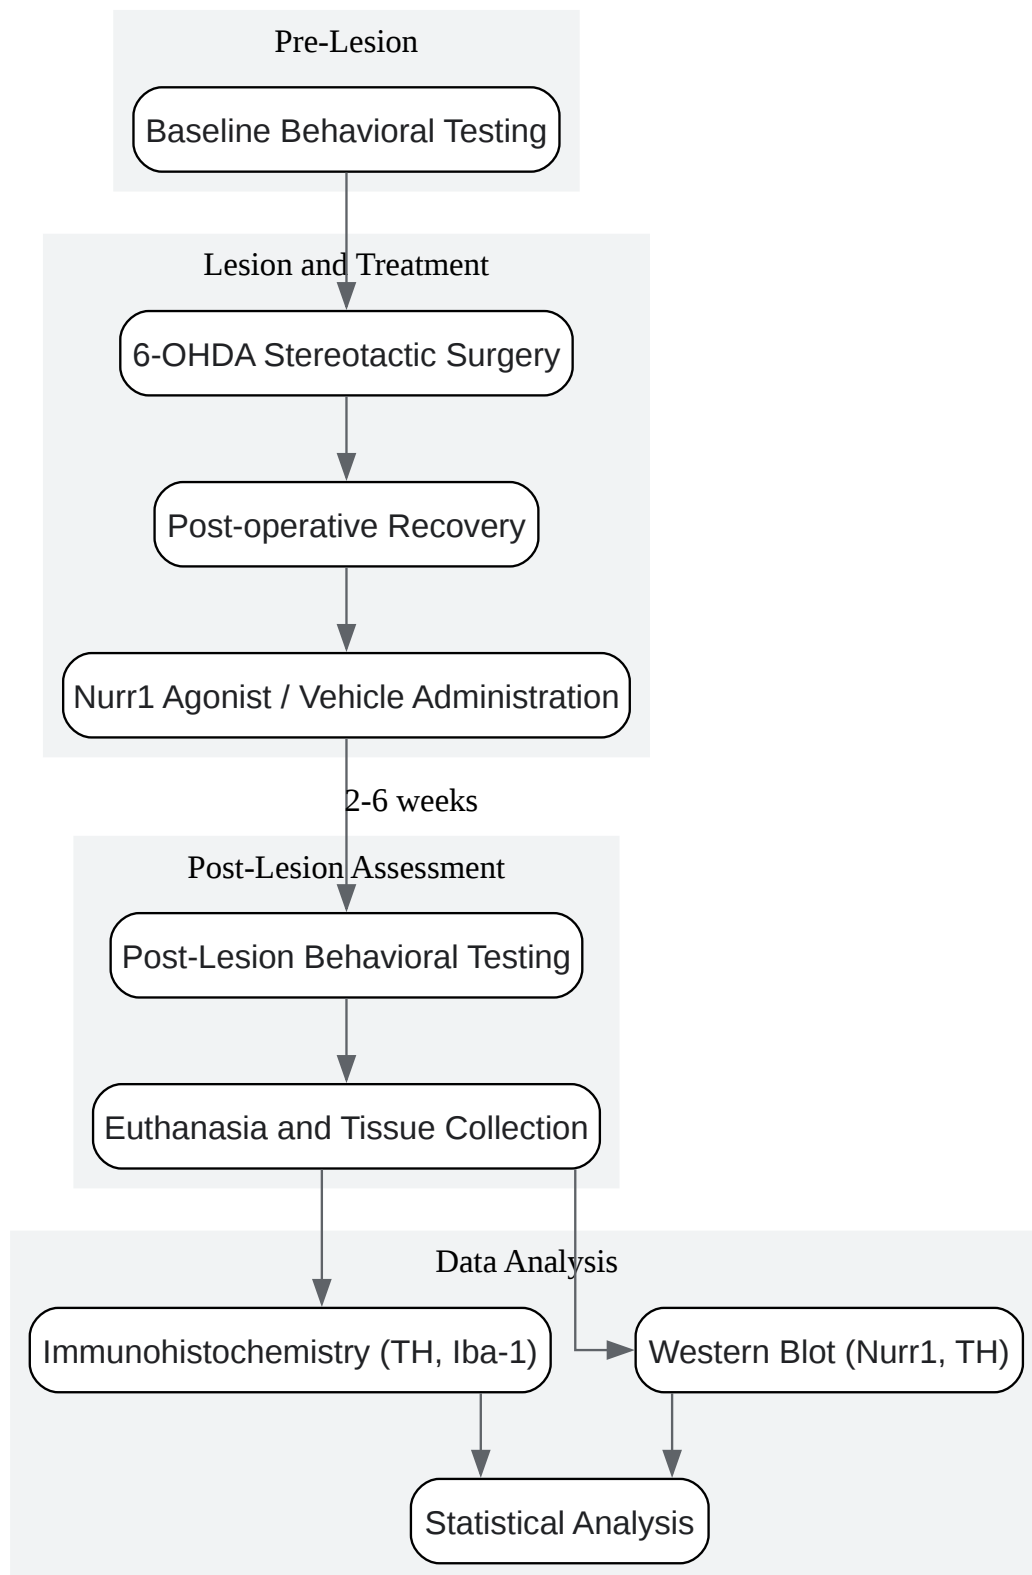 Pre-Lesion
Baseline Behavioral Testing
Lesion and Treatment
6-OHDA Stereotactic Surgery
Post-operative Recovery
Nurr1 Agonist / Vehicle Administration
2-6 weeks
Post-Lesion Assessment
Post-Lesion Behavioral Testing
Euthanasia and Tissue Collection
Data Analysis
Immunohistochemistry (TH, Iba-1)
Western Blot (Nurr1, TH)
Statistical Analysis